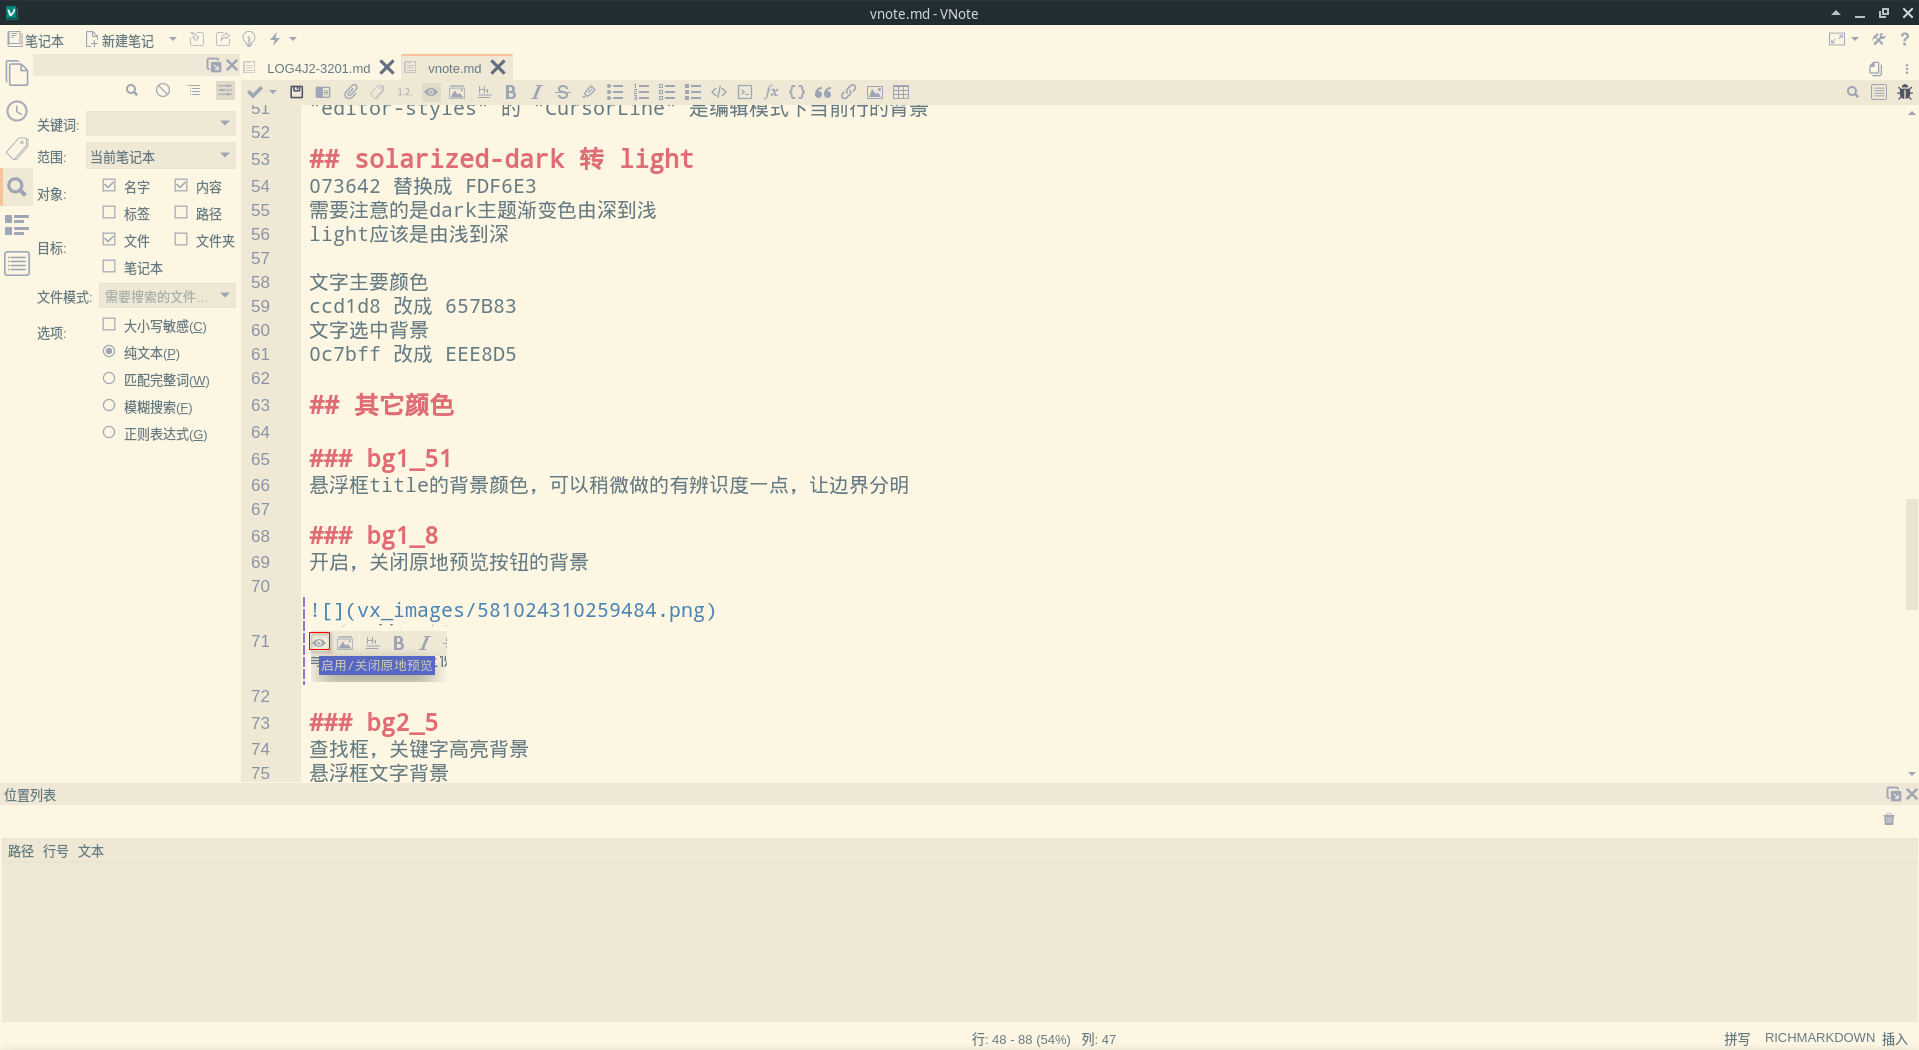 vnote.md - VNote
笔记本 新建笔记
LOG4J2-3201.md vnote.md
1.2.
关键词:
范围: 当前笔记本
对象: 名字 内容
标签 路径
目标: 文件 文件夹
笔记本
文件模式: 需要搜索的文件...
选项: 大小写敏感(C)
纯文本(P)
匹配完整词(W)
模糊搜索(F)
正则表达式(G)
51 "editor-styles" 的 "CursorLine" 是编辑模式下当前行的背景
52
53 ## solarized-dark 转 light
54 073642 替换成 FDF6E3
55 需要注意的是dark主题渐变色由深到浅
56 light应该是由浅到深
57
58 文字主要颜色
59 ccd1d8 改成 657B83
60 文字选中背景
61 0c7bff 改成 EEE8D5
62
63 ## 其它颜色
64
65 ### bg1_51
66 悬浮框title的背景颜色，可以稍微做的有辨识度一点，让边界分明
67
68 ### bg1_8
69 开启，关闭原地预览按钮的背景
70
![](vx_images/581024310259484.png)
71
启用/关闭原地预览
72
73 ### bg2_5
74 查找框，关键字高亮背景
75 悬浮框文字背景
位置列表
路径 行号 文本
行: 48 - 88 (54%) 列: 47 拼写 RICHMARKDOWN 插入